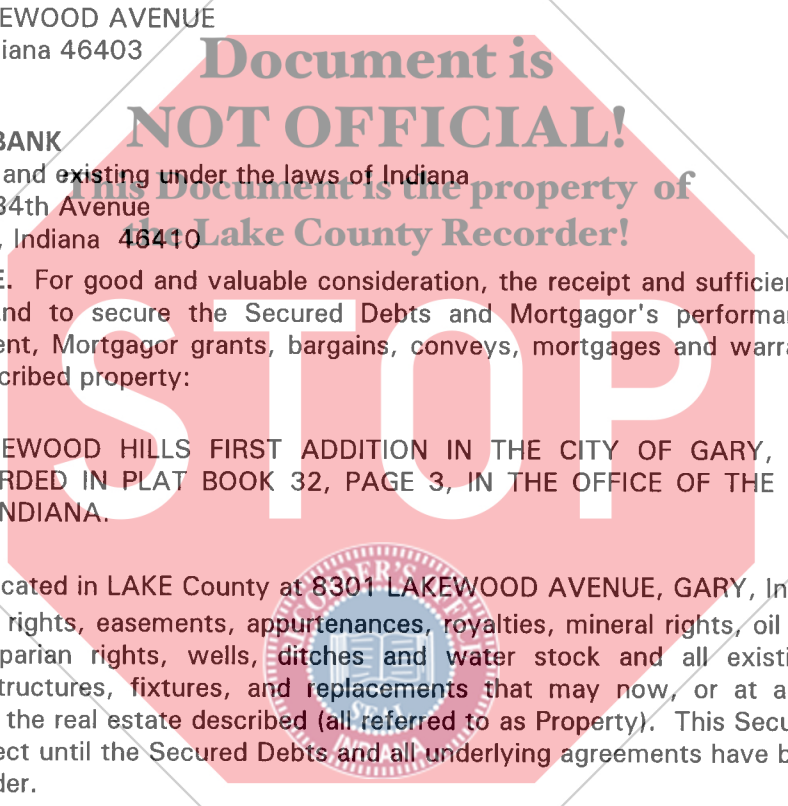 EWOOD AVENUE
iana 46403
Document is
NOT OFFICIAL!
BANK
and existing under the laws of Indiana
This Document is the property of
34th Avenue
, Indiana 46410
the Lake County Recorder!
E. For good and valuable consideration, the receipt and sufficien
nd to secure the Secured Debts and Mortgagor's performa
ent, Mortgagor grants, bargains, conveys, mortgages and warra
cribed property:
STOP
EWOOD HILLS FIRST ADDITION IN THE CITY OF GARY,
RDED IN PLAT BOOK 32, PAGE 3, IN THE OFFICE OF THE
NDIANA.
cated in LAKE County at 8301 LAKEWOOD AVENUE, GARY, In
rights, easements, appurtenances, royalties, mineral rights, oil
parian rights, wells, ditches and water stock and all existi
tructures, fixtures, and replacements that may now, or at a
the real estate described (all referred to as Property). This Secu
ect until the Secured Debts and all underlying agreements have b
der.
RECORDER'S OFFICE
SEAL
INDIANA